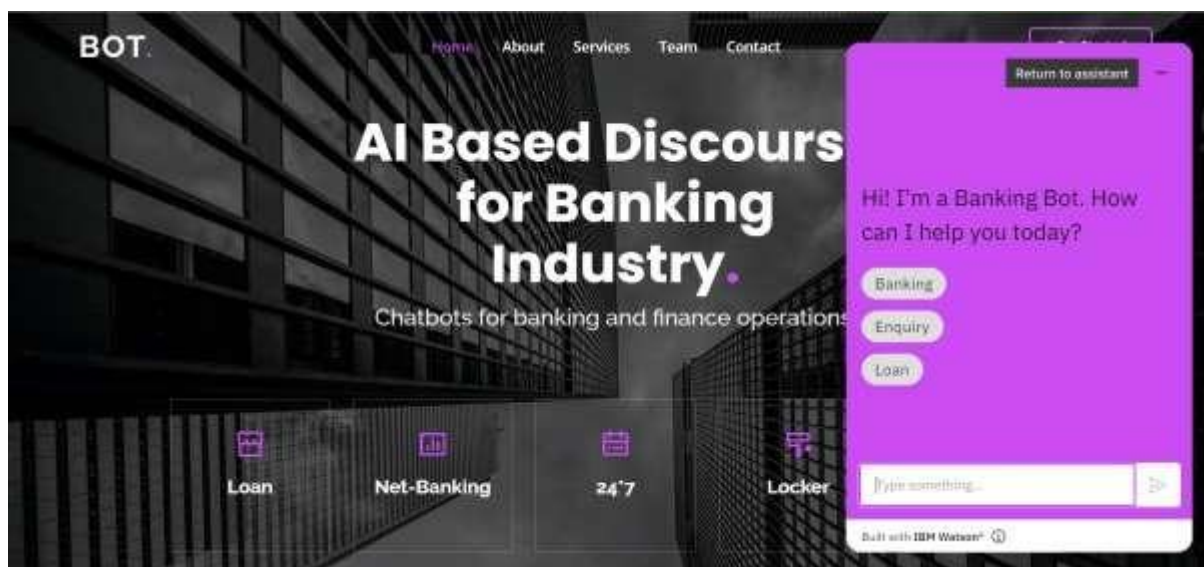 BOT.
Home About Services Team Contact
AI Based Discours
for Banking
Industry.
Chatbots for banking and finance operations
Loan
Net-Banking
24*7
Locker
Return to assistant
Hi! I'm a Banking Bot. How
can I help you today?
Banking
Enquiry
Loan
Type something...
Built with IBM Watson®